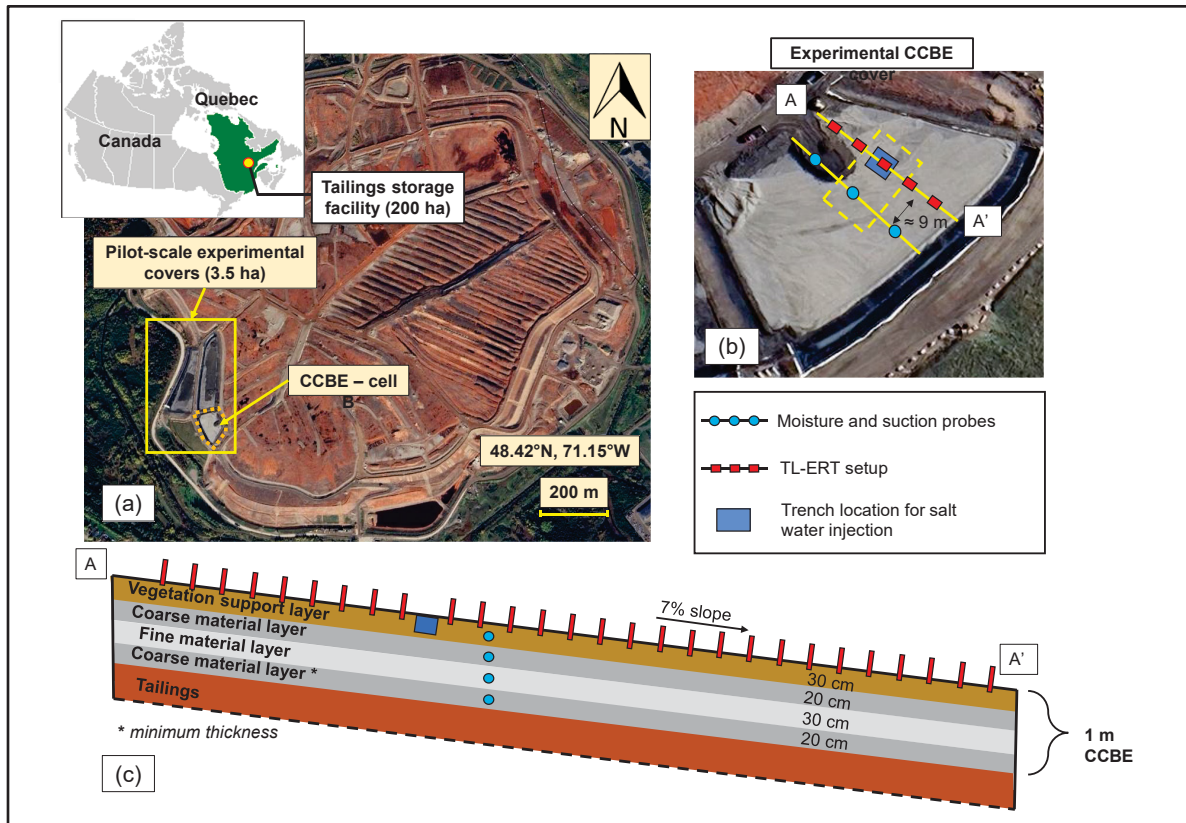 Quebec
Canada
Tailings storage
facility (200 ha)
Pilot-scale experimental
covers (3.5 ha)
CCBE – cell
B
N
48.42°N, 71.15°W
200 m
(a)
Experimental CCBE
cover
A
≈ 9 m
A'
(b)
Moisture and suction probes
TL-ERT setup
Trench location for salt
water injection
A
Vegetation support layer
Coarse material layer
Fine material layer
Coarse material layer *
Tailings
* minimum thickness
7% slope
A'
30 cm
20 cm
30 cm
20 cm
1 m
CCBE
(c)